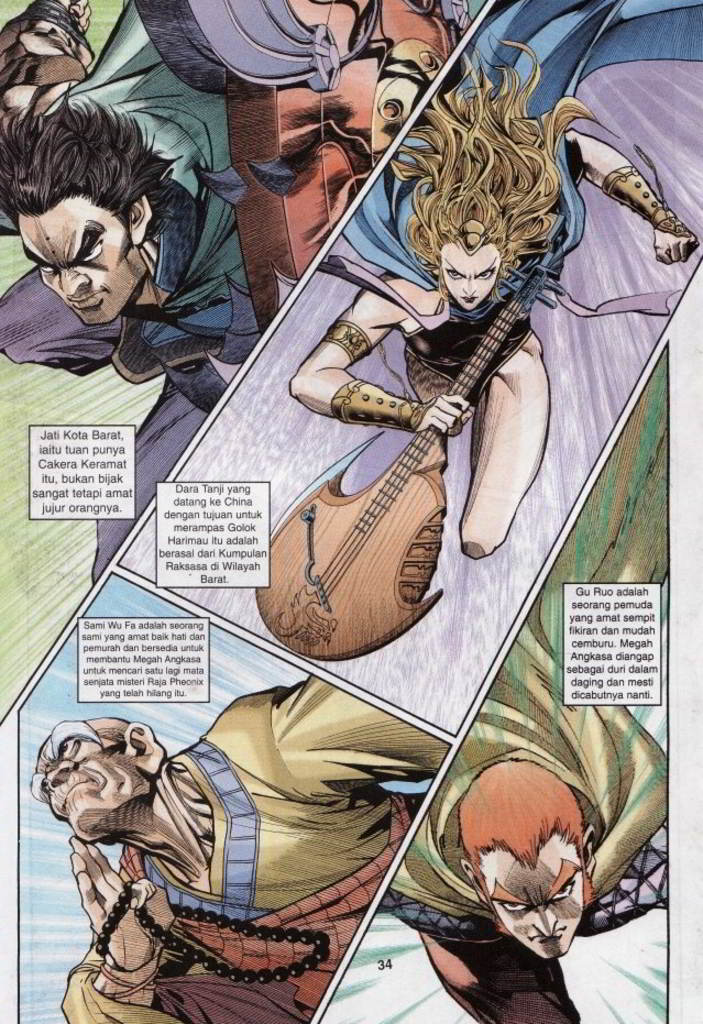 Jati Kota Barat,
iaitu tuan punya
Cakera Keramat
itu, bukan bijak
sangat tetapi amat
jujur orangnya.
Dara Tanji yang
datang ke China
dengan tujuan untuk
merampas Golok
Harimau itu adalah
berasal dari Kumpulan
Raksasa di Wilayah
Barat.
Sami Wu Fa adalah seorang
sami yang amat baik hati dan
pemurah dan bersedia untuk
membantu Megah Angkasa
untuk mencari satu lagi mata
senjata misteri Raja Pheonix
yang telah hilang itu.
Gu Ruo adalah
seorang pemuda
yang amat sempit
fikiran dan mudah
cemburu. Megah
Angkasa diangap
sebagai duri dalam
daging dan mesti
dicabutnya nanti.
34